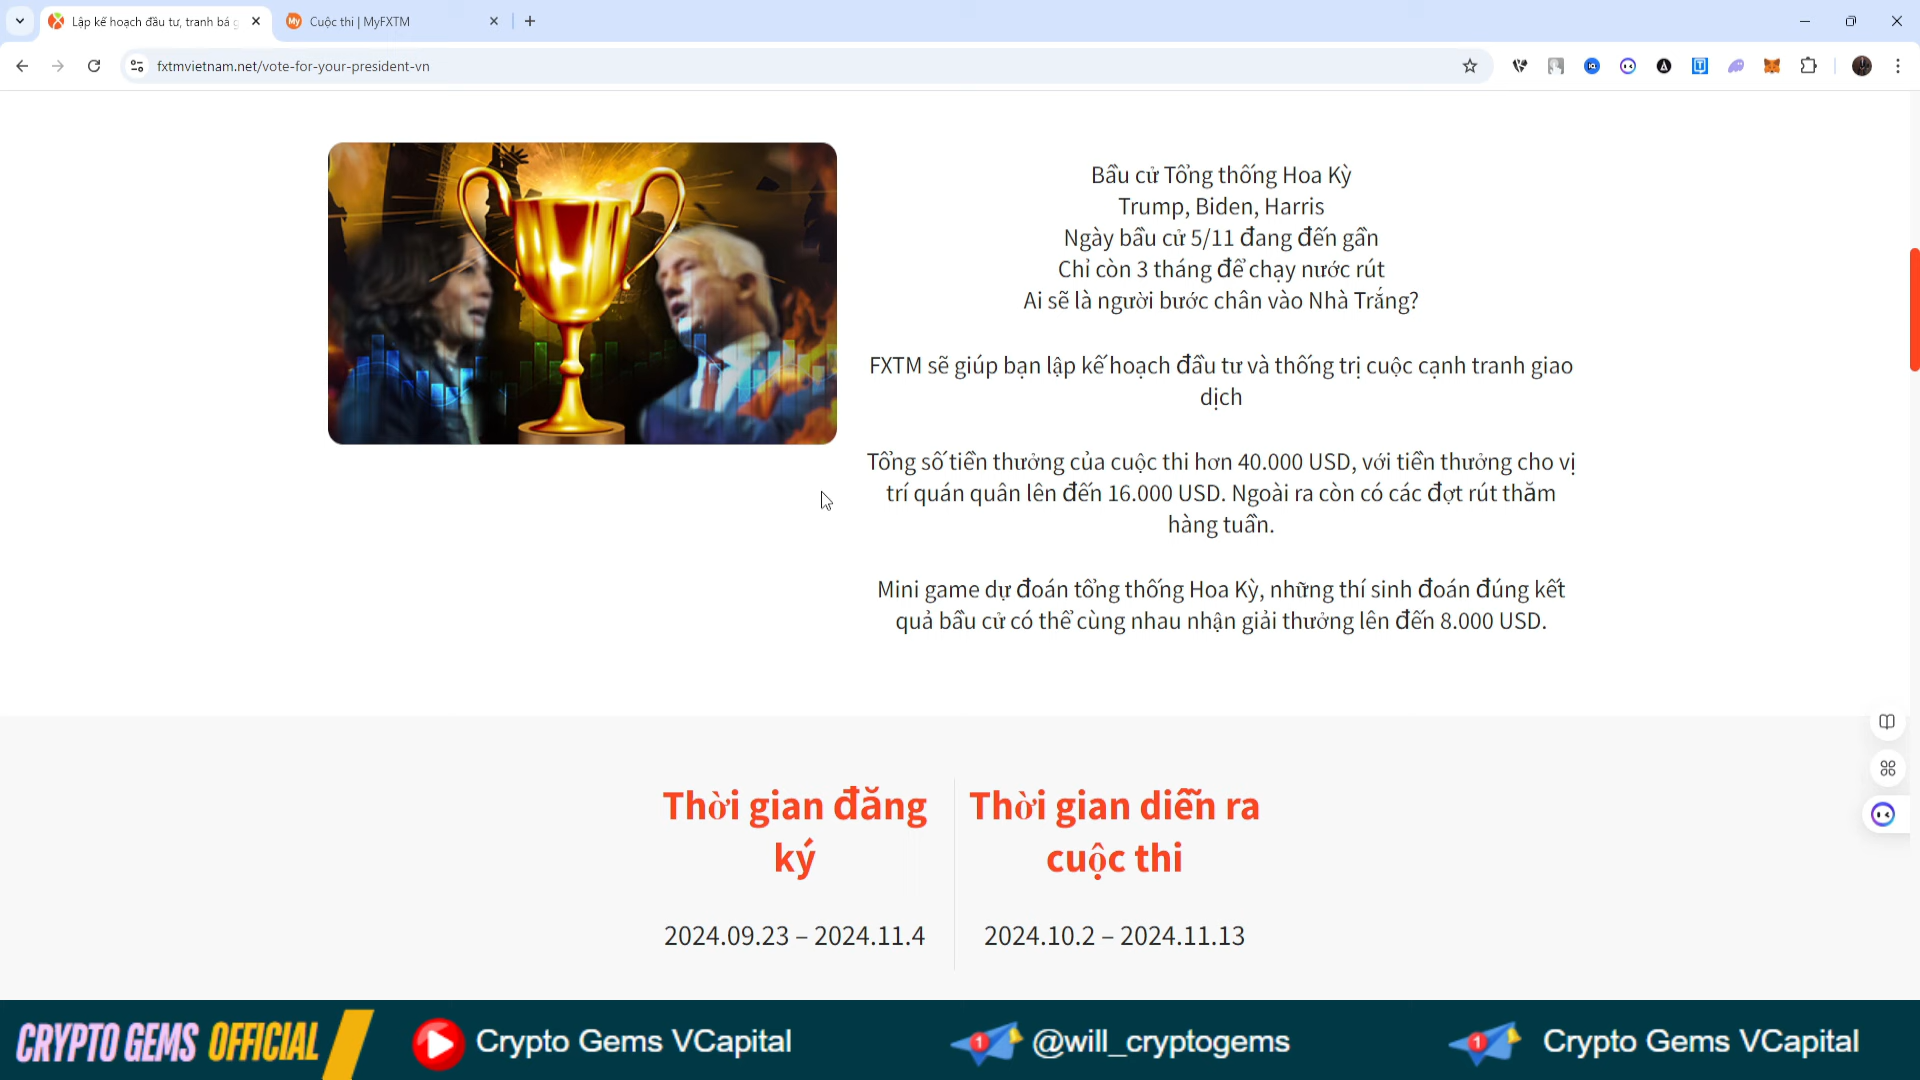 Lập kế hoạch đầu tư, tranh bá g
Cuộc thi | MyFXTM
fxtmvietnam.net/vote-for-your-president-vn
Bầu cử Tổng thống Hoa Kỳ
Trump, Biden, Harris
Ngày bầu cử 5/11 đang đến gần
Chỉ còn 3 tháng để chạy nước rút
Ai sẽ là người bước chân vào Nhà Trắng?
FXTM sẽ giúp bạn lập kế hoạch đầu tư và thống trị cuộc cạnh tranh giao
dịch
Tổng số tiền thưởng của cuộc thi hơn 40.000 USD, với tiền thưởng cho vị
trí quán quân lên đến 16.000 USD. Ngoài ra còn có các đợt rút thăm
hàng tuần.
Mini game dự đoán tổng thống Hoa Kỳ, những thí sinh đoán đúng kết
quả bầu cử có thể cùng nhau nhận giải thưởng lên đến 8.000 USD.
Thời gian đăng
ký
2024.09.23 – 2024.11.4
Thời gian diễn ra
cuộc thi
2024.10.2 – 2024.11.13
CRYPTO GEMS OFFICIAL
Crypto Gems VCapital
1
@will_cryptogems
1
Crypto Gems VCapital